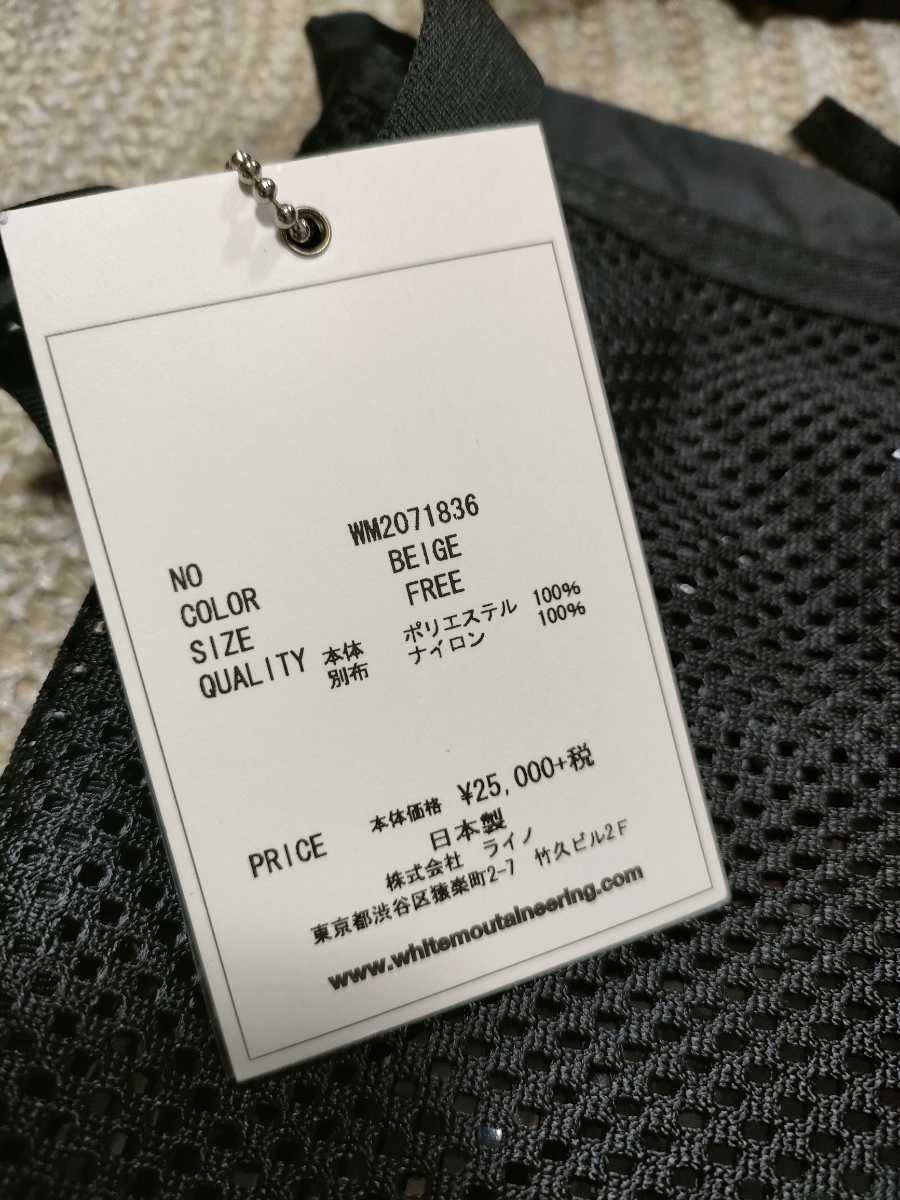 NO WM2071836
COLOR BEIGE
SIZE FREE
QUALITY 本体 ポリエステル 100%
別布 ナイロン 100%
PRICE 本体価格 ¥25,000+税
日本製
株式会社 ライノ
東京都渋谷区猿楽町2-7 竹久ビル2F
www.whitemoutaineering.com